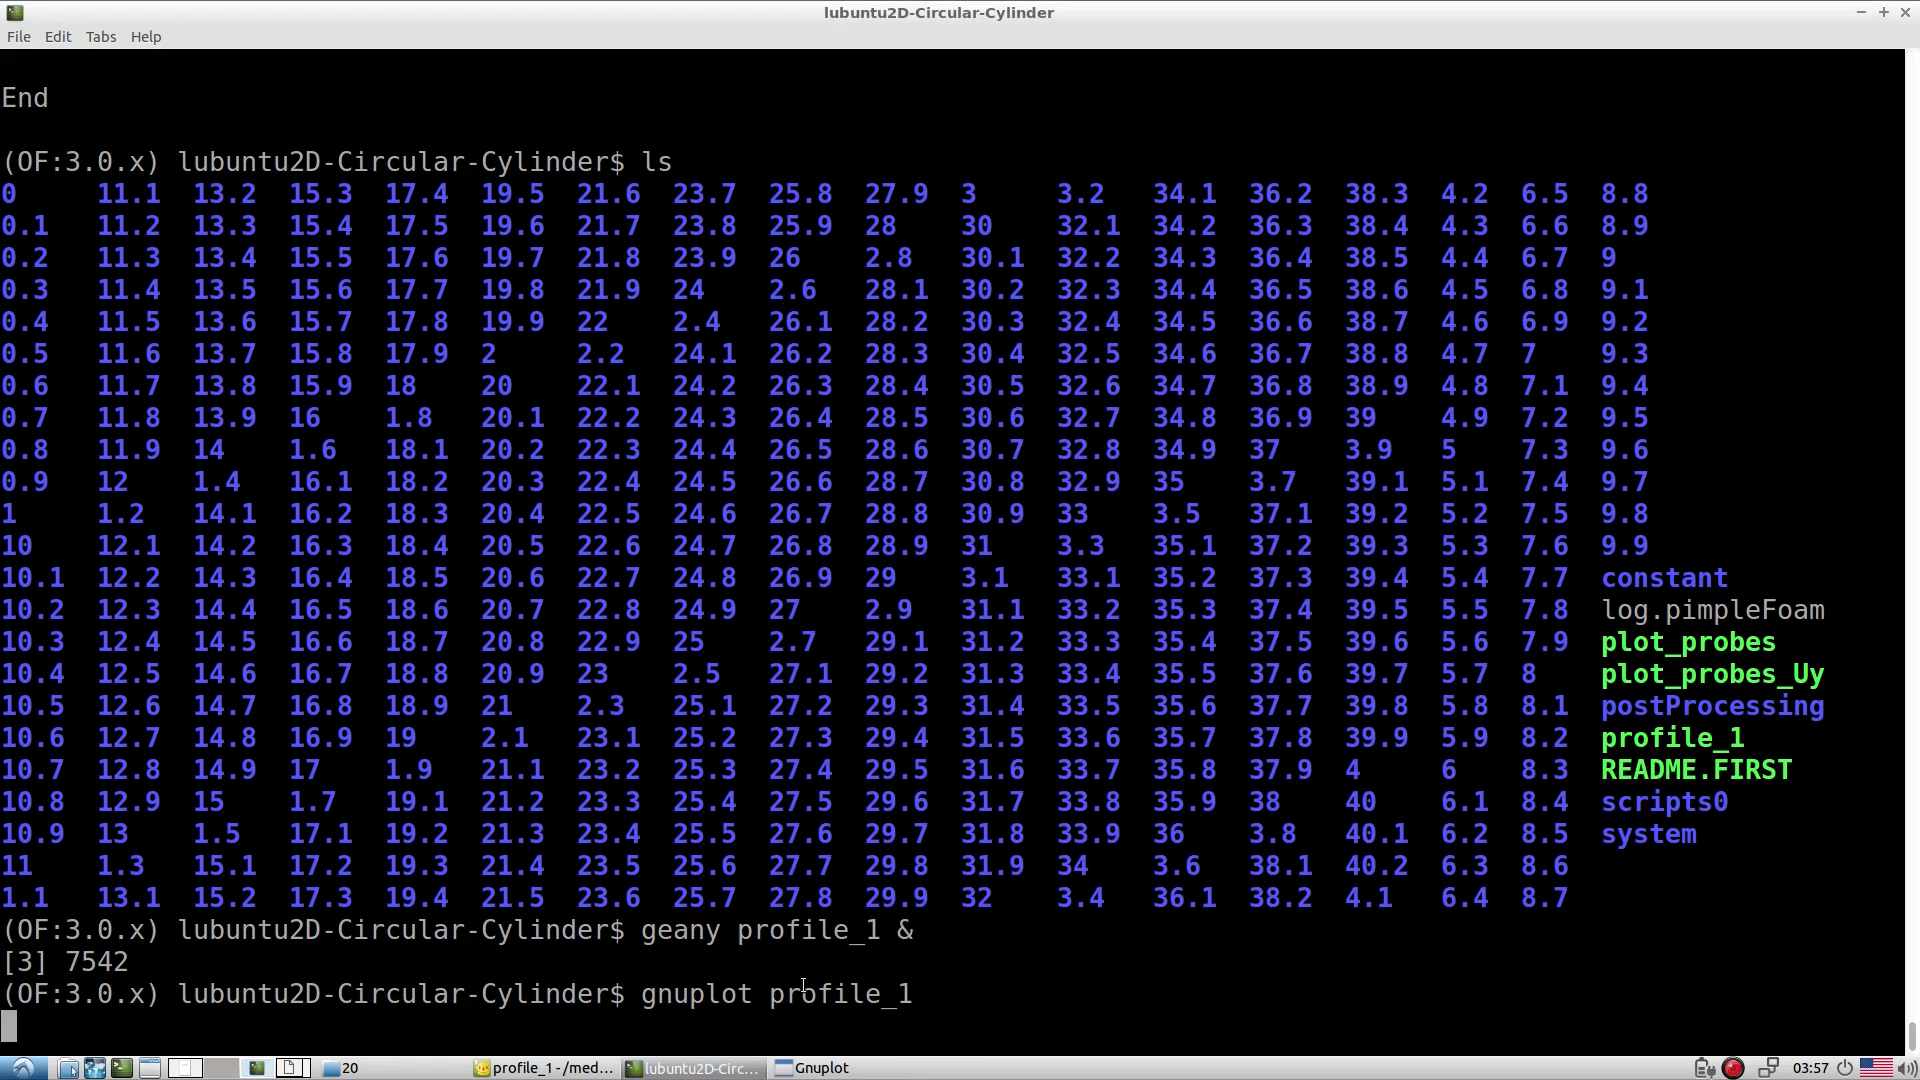 lubuntu2D-Circular-Cylinder
File Edit Tabs Help
End
(OF:3.0.x) lubuntu2D-Circular-Cylinder$ ls
0 11.1 13.2 15.3 17.4 19.5 21.6 23.7 25.8 27.9 3 3.2 34.1 36.2 38.3 4.2 6.5 8.8
0.1 11.2 13.3 15.4 17.5 19.6 21.7 23.8 25.9 28 30 32.1 34.2 36.3 38.4 4.3 6.6 8.9
0.2 11.3 13.4 15.5 17.6 19.7 21.8 23.9 26 2.8 30.1 32.2 34.3 36.4 38.5 4.4 6.7 9
0.3 11.4 13.5 15.6 17.7 19.8 21.9 24 2.6 28.1 30.2 32.3 34.4 36.5 38.6 4.5 6.8 9.1
0.4 11.5 13.6 15.7 17.8 19.9 22 2.4 26.1 28.2 30.3 32.4 34.5 36.6 38.7 4.6 6.9 9.2
0.5 11.6 13.7 15.8 17.9 2 2.2 24.1 26.2 28.3 30.4 32.5 34.6 36.7 38.8 4.7 7 9.3
0.6 11.7 13.8 15.9 18 20 22.1 24.2 26.3 28.4 30.5 32.6 34.7 36.8 38.9 4.8 7.1 9.4
0.7 11.8 13.9 16 1.8 20.1 22.2 24.3 26.4 28.5 30.6 32.7 34.8 36.9 39 4.9 7.2 9.5
0.8 11.9 14 1.6 18.1 20.2 22.3 24.4 26.5 28.6 30.7 32.8 34.9 37 3.9 5 7.3 9.6
0.9 12 1.4 16.1 18.2 20.3 22.4 24.5 26.6 28.7 30.8 32.9 35 3.7 39.1 5.1 7.4 9.7
1 1.2 14.1 16.2 18.3 20.4 22.5 24.6 26.7 28.8 30.9 33 3.5 37.1 39.2 5.2 7.5 9.8
10 12.1 14.2 16.3 18.4 20.5 22.6 24.7 26.8 28.9 31 3.3 35.1 37.2 39.3 5.3 7.6 9.9
10.1 12.2 14.3 16.4 18.5 20.6 22.7 24.8 26.9 29 3.1 33.1 35.2 37.3 39.4 5.4 7.7 constant
10.2 12.3 14.4 16.5 18.6 20.7 22.8 24.9 27 2.9 31.1 33.2 35.3 37.4 39.5 5.5 7.8 log.pimpleFoam
10.3 12.4 14.5 16.6 18.7 20.8 22.9 25 2.7 29.1 31.2 33.3 35.4 37.5 39.6 5.6 7.9 plot_probes
10.4 12.5 14.6 16.7 18.8 20.9 23 2.5 27.1 29.2 31.3 33.4 35.5 37.6 39.7 5.7 8 plot_probes_Uy
10.5 12.6 14.7 16.8 18.9 21 2.3 25.1 27.2 29.3 31.4 33.5 35.6 37.7 39.8 5.8 8.1 postProcessing
10.6 12.7 14.8 16.9 19 2.1 23.1 25.2 27.3 29.4 31.5 33.6 35.7 37.8 39.9 5.9 8.2 profile_1
10.7 12.8 14.9 17 1.9 21.1 23.2 25.3 27.4 29.5 31.6 33.7 35.8 37.9 4 6 8.3 README.FIRST
10.8 12.9 15 1.7 19.1 21.2 23.3 25.4 27.5 29.6 31.7 33.8 35.9 38 40 6.1 8.4 scripts0
10.9 13 1.5 17.1 19.2 21.3 23.4 25.5 27.6 29.7 31.8 33.9 36 3.8 40.1 6.2 8.5 system
11 1.3 15.1 17.2 19.3 21.4 23.5 25.6 27.7 29.8 31.9 34 3.6 38.1 40.2 6.3 8.6
1.1 13.1 15.2 17.3 19.4 21.5 23.6 25.7 27.8 29.9 32 3.4 36.1 38.2 4.1 6.4 8.7
(OF:3.0.x) lubuntu2D-Circular-Cylinder$ geany profile_1 &
[3] 7542
(OF:3.0.x) lubuntu2D-Circular-Cylinder$ gnuplot profile_1
20 profile_1 - /med... lubuntu2D-Circ... Gnuplot 03:57